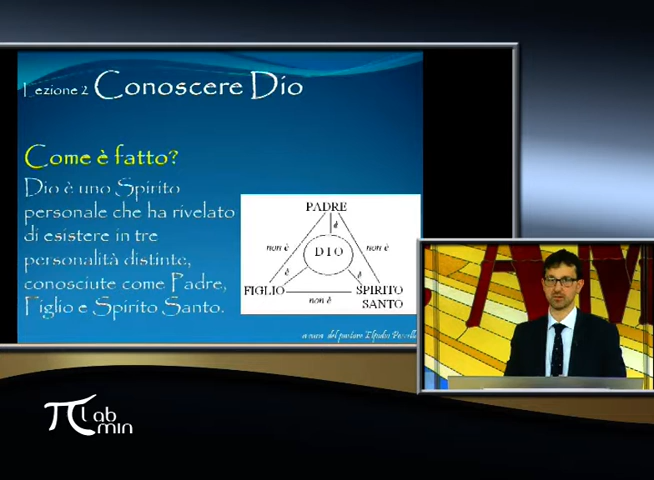 Lezione 2 Conoscere Dio
Come è fatto?
Dio è uno Spirito
personale che ha rivelato
di esistere in tre
personalità distinte,
conosciute come Padre,
Figlio e Spirito Santo.
PADRE
è
non è
non è
DIO
è
è
FIGLIO
non è
SPIRITO
SANTO
a cura del pastore Elpidio
AM
lab
min